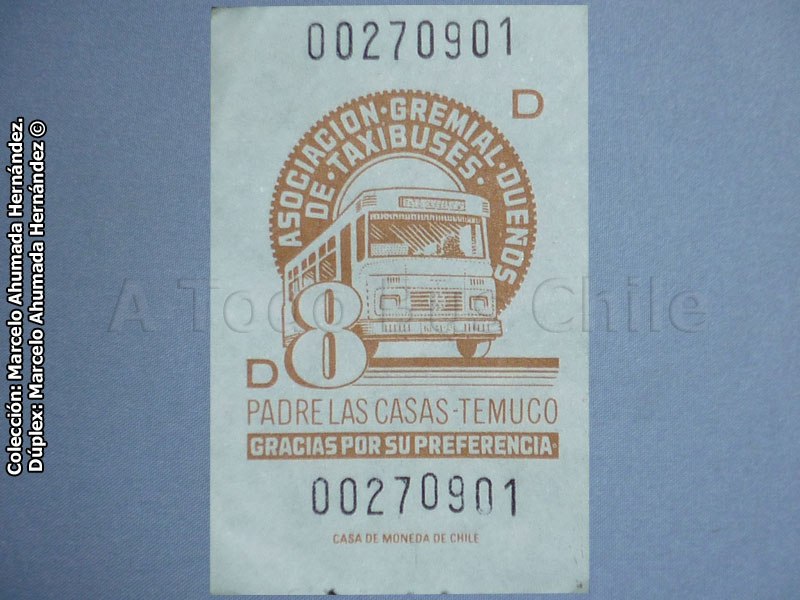 00270901
D
ASOCIACION·GREMIAL·DUEÑOS
DE·TAXIBUSES·
8
D
PADRE LAS CASAS-TEMUCO
GRACIAS POR SU PREFERENCIA·
00270901
CASA DE MONEDA DE CHILE
A Todo Bus Chile
Colección: Marcelo Ahumada Hernández.
Dúplex: Marcelo Ahumada Hernández ©